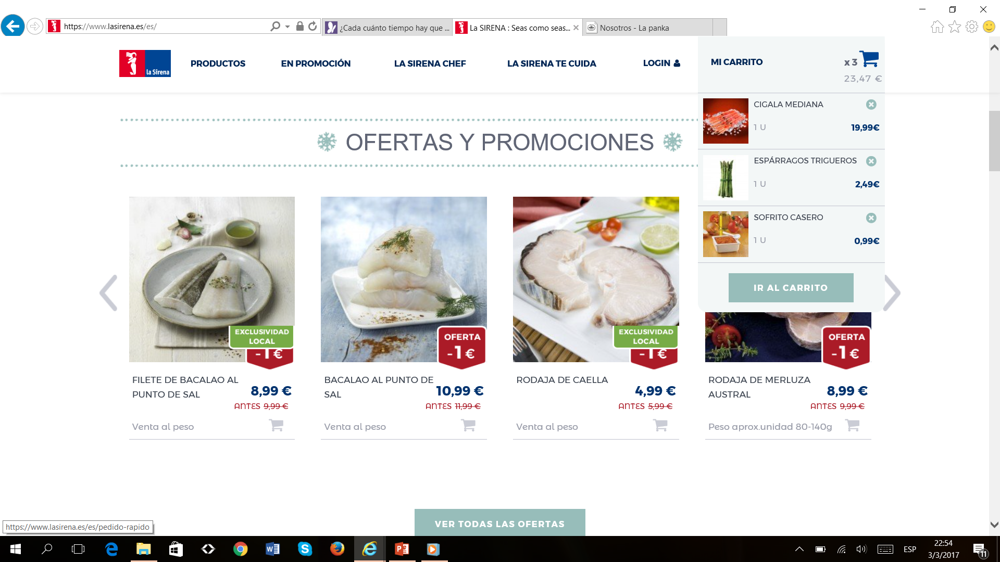 https://www.lasirena.es/es/
¿Cada cuánto tiempo hay que ...
La SIRENA : Seas como seas...
Nosotros - La panka
la Sirena
PRODUCTOS
EN PROMOCIÓN
LA SIRENA CHEF
LA SIRENA TE CUIDA
LOGIN
MI CARRITO
x 3
23,47 €
CIGALA MEDIANA
1 U
19,99€
ESPÁRRAGOS TRIGUEROS
1 U
2,49€
SOFRITO CASERO
1 U
0,99€
IR AL CARRITO
OFERTAS Y PROMOCIONES
EXCLUSIVIDAD
LOCAL
-1 €
FILETE DE BACALAO AL
PUNTO DE SAL
8,99 €
ANTES 9,99 €
Venta al peso
OFERTA
-1 €
BACALAO AL PUNTO DE
SAL
10,99 €
ANTES 11,99 €
Venta al peso
EXCLUSIVIDAD
LOCAL
-1 €
RODAJA DE CAELLA
4,99 €
ANTES 5,99 €
Venta al peso
OFERTA
-1 €
RODAJA DE MERLUZA
AUSTRAL
8,99 €
ANTES 9,99 €
Peso aprox.unidad 80-140g
VER TODAS LAS OFERTAS
https://www.lasirena.es/es/pedido-rapido
ESP
22:54
3/3/2017
11